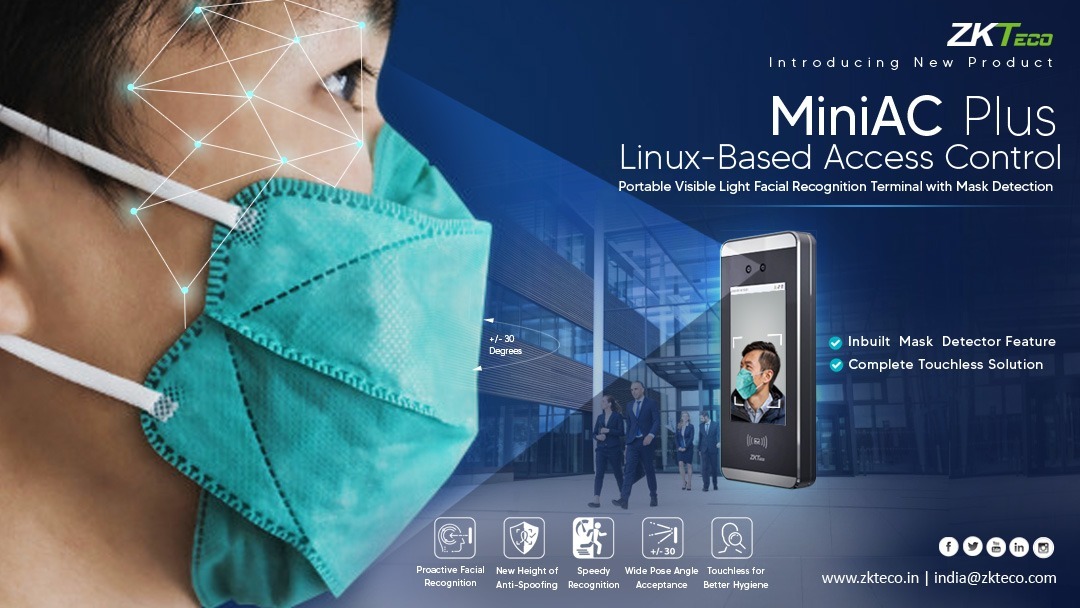 ZKTECO
Introducing New Product
MiniAC Plus
Linux-Based Access Control
Portable Visible Light Facial Recognition Terminal with Mask Detection
+/- 30
Degrees
Inbuilt Mask Detector Feature
Complete Touchless Solution
ZKTECO
+/- 30
Proactive Facial
Recognition
New Height of
Anti-Spoofing
Speedy
Recognition
Wide Pose Angle
Acceptance
Touchless for
Better Hygiene
www.zkteco.in | india@zkteco.com